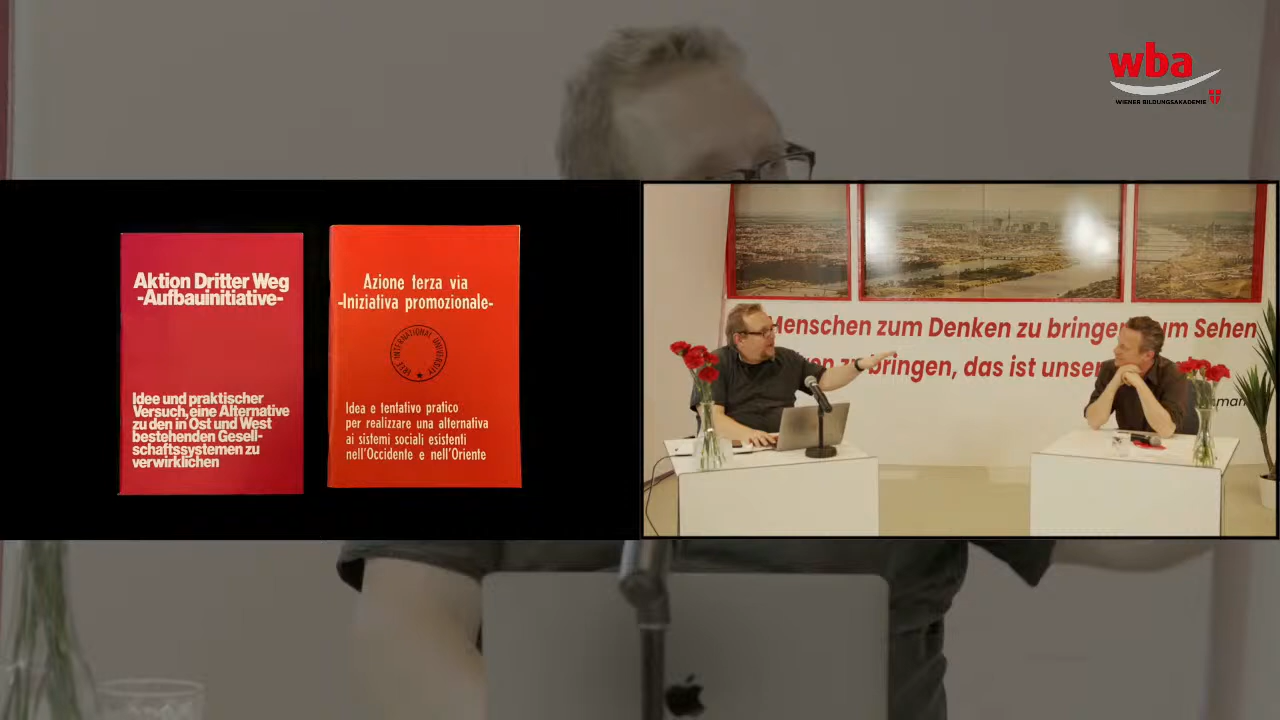 wba
WIENER BILDUNGSAKADEMIE
Aktion Dritter Weg
-Aufbauinitiative-
Idee und praktischer
Versuch, eine Alternative
zu den in Ost und West
bestehenden Gesell-
schaftssystemen zu
verwirklichen
Azione terza via
-Iniziativa promozionale-
FREE INTERNATIONAL UNIVERSITY
Idea e tentativo pratico
per realizzare una alternativa
ai sistemi sociali esistenti
nell'Occidente e nell'Oriente
Menschen zum Denken zu bringen, zum Sehen
zu bringen, das ist unser